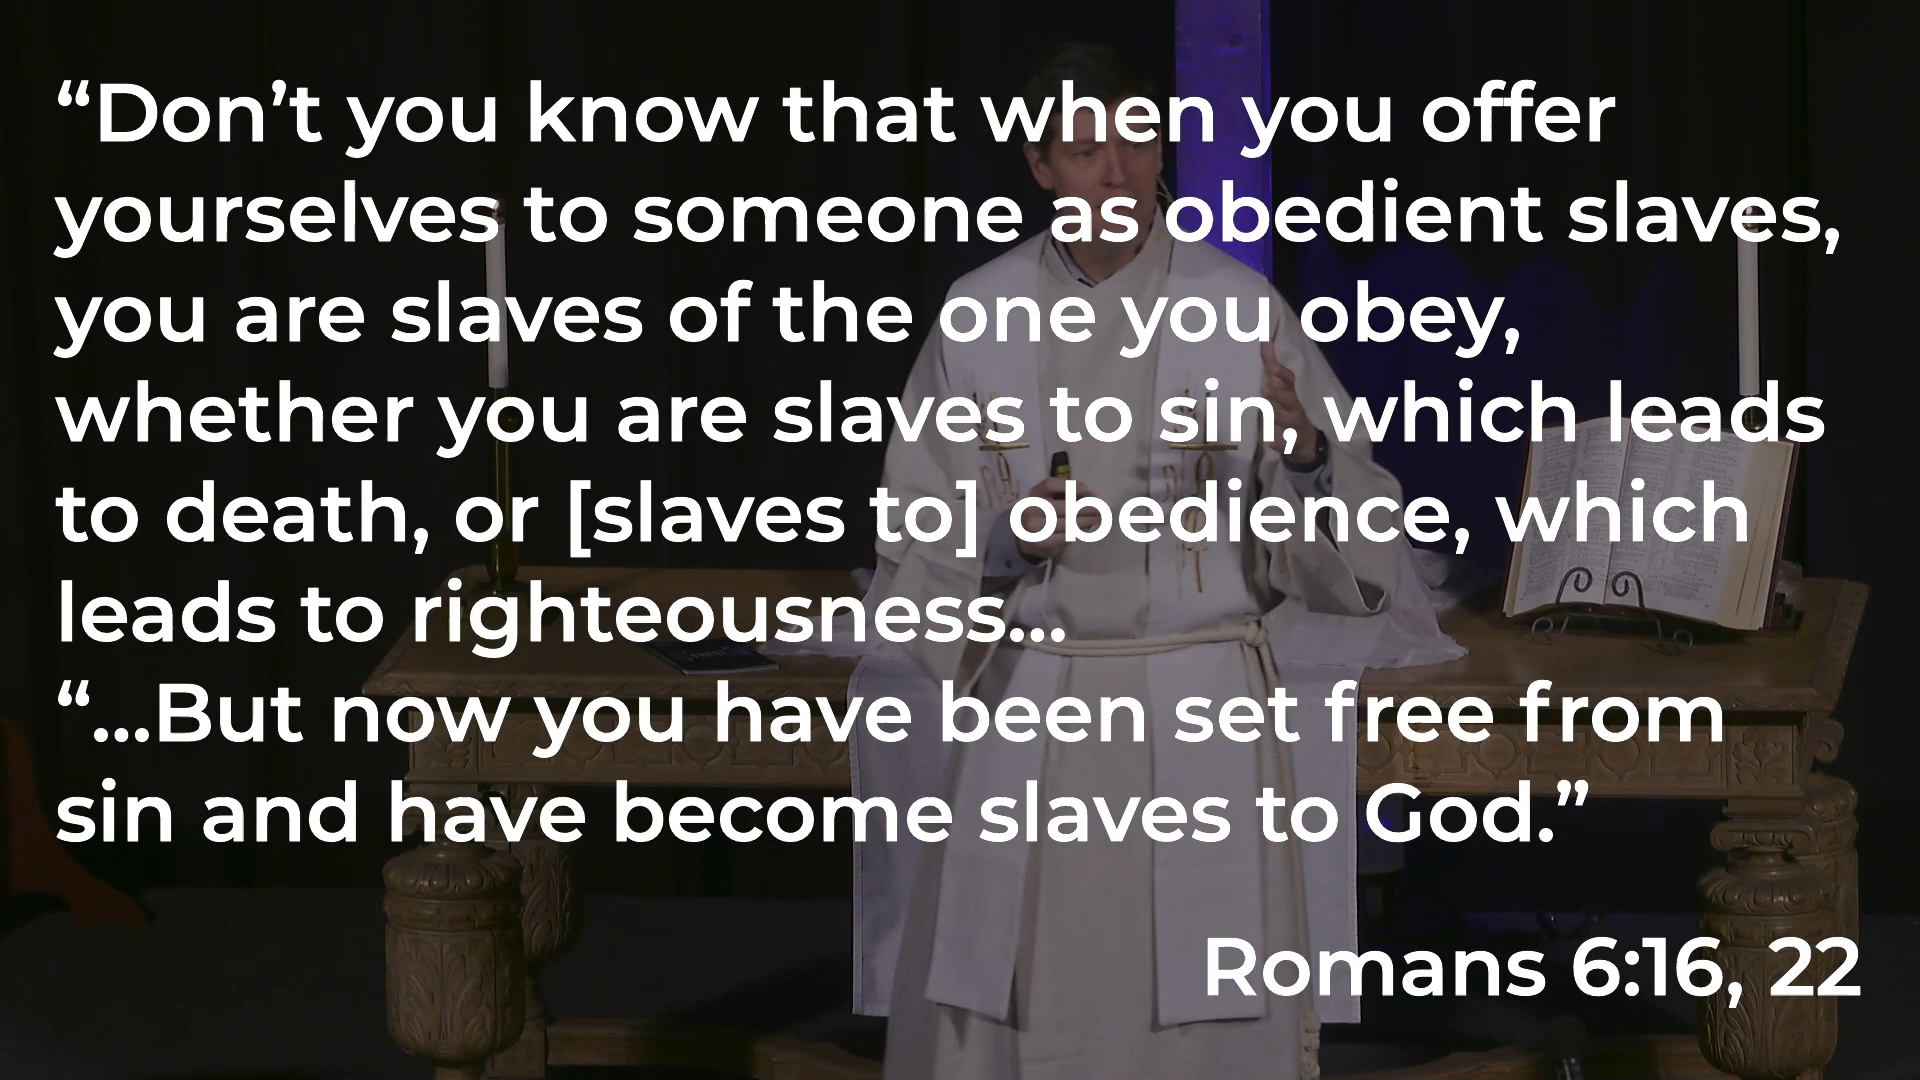 “Don’t you know that when you offer
yourselves to someone as obedient slaves,
you are slaves of the one you obey,
whether you are slaves to sin, which leads
to death, or [slaves to] obedience, which
leads to righteousness...
“...But now you have been set free from
sin and have become slaves to God.”
Romans 6:16, 22